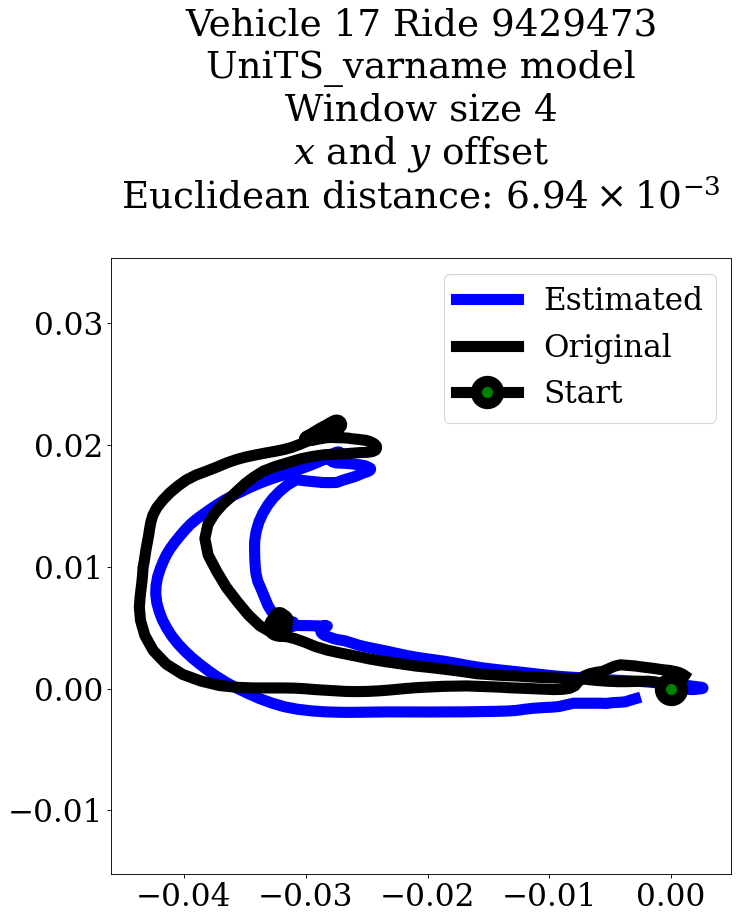 Vehicle 17 Ride 9429473
UniTS_varname model
Window size 4
x and y offset
Euclidean distance: 6.94 × 10⁻³
Estimated
Original
Start
0.03
0.02
0.01
0.00
−0.01
−0.04 −0.03 −0.02 −0.01 0.00